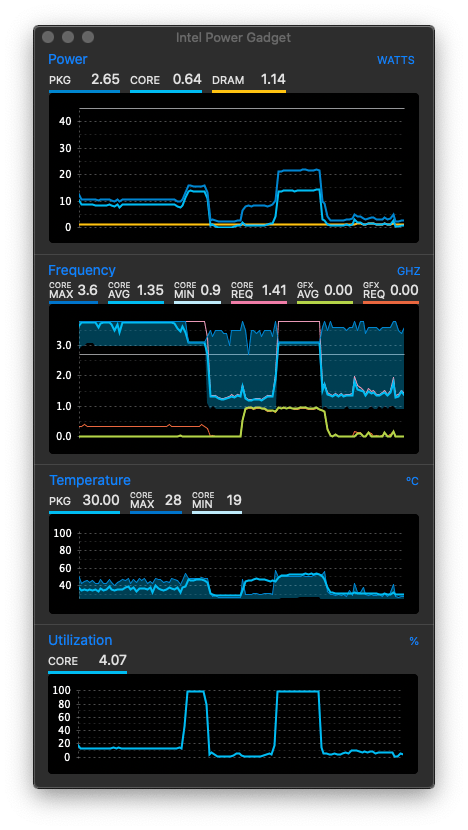 Intel Power Gadget
Power WATTS
PKG 2.65 CORE 0.64 DRAM 1.14
40
30
20
10
0
Frequency GHZ
CORE MAX 3.6 CORE AVG 1.35 CORE MIN 0.9 CORE REQ 1.41 GFX AVG 0.00 GFX REQ 0.00
3.0
2.0
1.0
0.0
Temperature °C
PKG 30.00 CORE MAX 28 CORE MIN 19
100
80
60
40
Utilization %
CORE 4.07
100
80
60
40
20
0